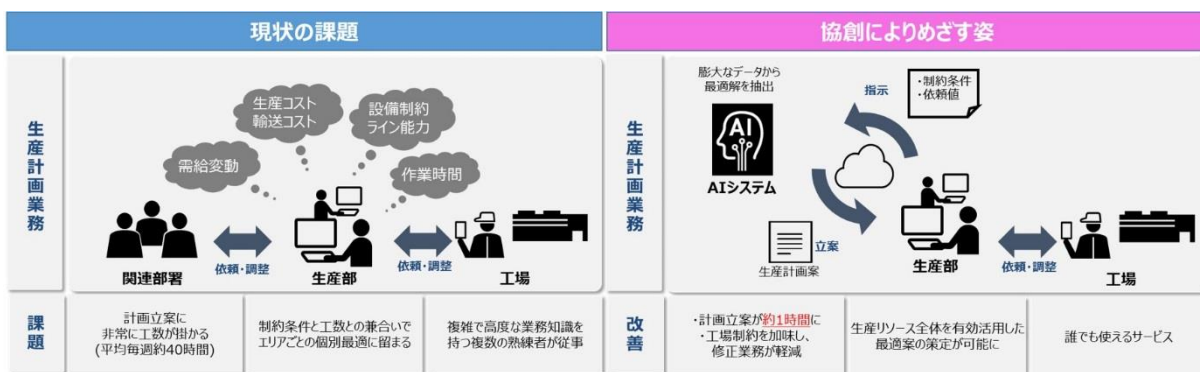 現状の課題
生産計画業務
生産コスト
輸送コスト
設備制約
ライン能力
需給変動
作業時間
関連部署
依頼・調整
生産部
依頼・調整
工場
課題
計画立案に
非常に工数が掛かる
(平均毎週約40時間)
制約条件と工数との兼合いで
エリアごとの個別最適に留まる
複雑で高度な業務知識を
持つ複数の熟練者が従事
協創によりめざす姿
生産計画業務
膨大なデータから
最適解を抽出
AI
AIシステム
指示
・制約条件
・依頼値
立案
生産計画案
生産部
依頼・調整
工場
改善
・計画立案が約1時間に
・工場制約を加味し、
修正業務が軽減
生産リソース全体を有効活用した
最適案の策定が可能に
誰でも使えるサービス